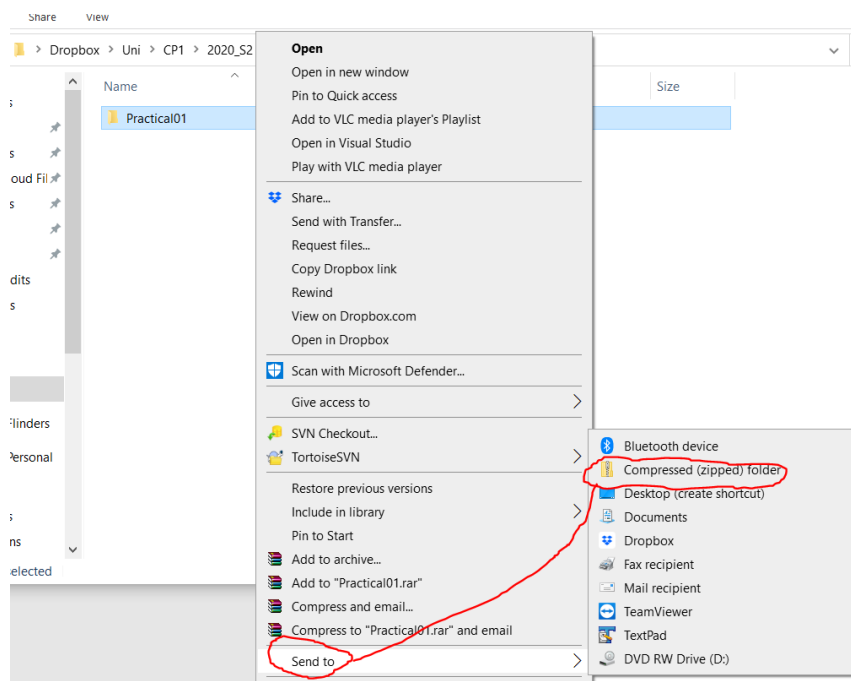 Share View
Dropbox > Uni > CP1 > 2020_S2
Name
Size
Practical01
s
s
oud Fil
s
dits
s
Flinders
Personal
s
ns
elected
Open
Open in new window
Pin to Quick access
Add to VLC media player's Playlist
Open in Visual Studio
Play with VLC media player
Share...
Send with Transfer...
Request files...
Copy Dropbox link
Rewind
View on Dropbox.com
Open in Dropbox
Scan with Microsoft Defender...
Give access to
SVN Checkout...
TortoiseSVN
Restore previous versions
Include in library
Pin to Start
Add to archive...
Add to "Practical01.rar"
Compress and email...
Compress to "Practical01.rar" and email
Send to
Bluetooth device
Compressed (zipped) folder
Desktop (create shortcut)
Documents
Dropbox
Fax recipient
Mail recipient
TeamViewer
TextPad
DVD RW Drive (D:)